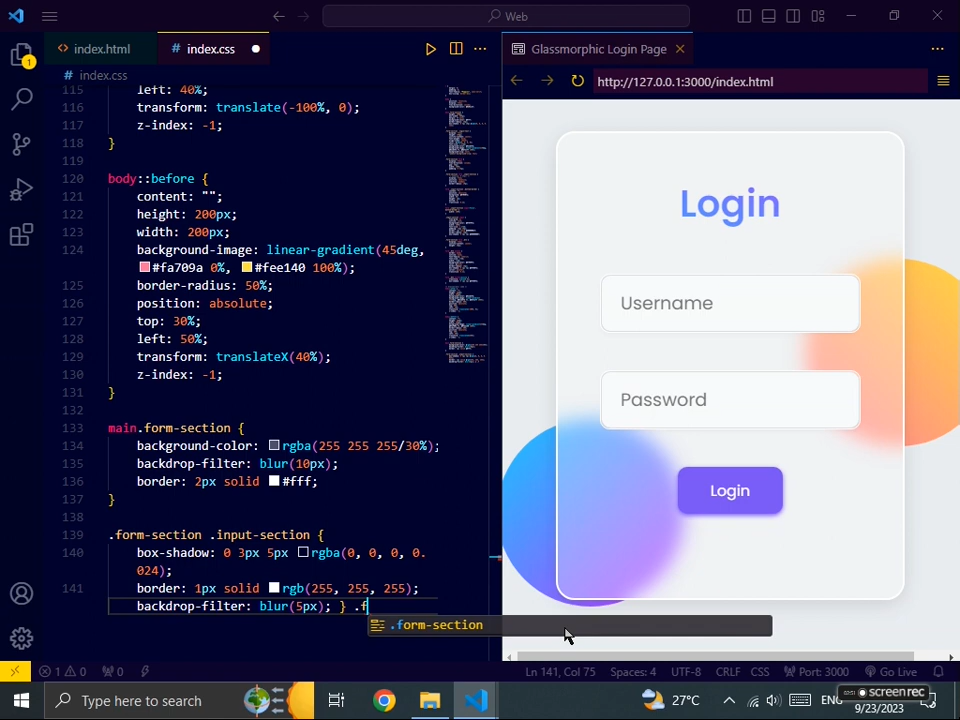 Web
index.html
# index.css
Glassmorphic Login Page
# index.css
http://127.0.0.1:3000/index.html
115 left: 40%;
116 transform: translate(-100%, 0);
117 z-index: -1;
118 }
119
120 body::before {
121 content: "";
122 height: 200px;
123 width: 200px;
124 background-image: linear-gradient(45deg,
#fa709a 0%, #fee140 100%);
125 border-radius: 50%;
126 position: absolute;
127 top: 30%;
128 left: 50%;
129 transform: translateX(40%);
130 z-index: -1;
131 }
132
133 main.form-section {
134 background-color: rgba(255 255 255/30%);
135 backdrop-filter: blur(10px);
136 border: 2px solid #fff;
137 }
138
139 .form-section .input-section {
140 box-shadow: 0 3px 5px rgba(0, 0, 0, 0.
024);
141 border: 1px solid rgb(255, 255, 255);
backdrop-filter: blur(5px); } .f
.form-section
Login
Username
Password
Login
1
1 0 0
Ln 141, Col 75
Spaces: 4
UTF-8
CRLF
CSS
Port: 3000
Go Live
Type here to search
27°C
ENG
screenrec
9/23/2023